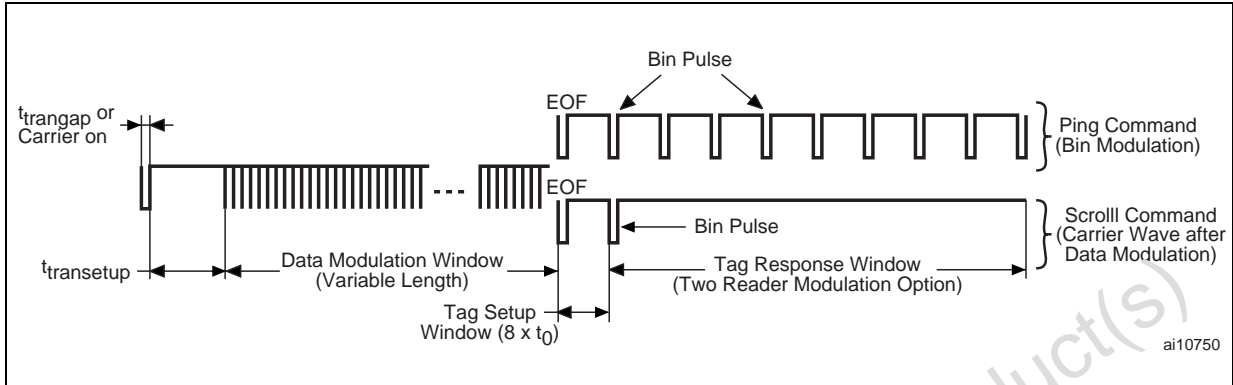 Bin Pulse
EOF
ttrangap or
Carrier on
Ping Command
(Bin Modulation)
EOF
Bin Pulse
Scrolll Command
(Carrier Wave after
Data Modulation)
ttransetup
Data Modulation Window
(Variable Length)
Tag Response Window
(Two Reader Modulation Option)
Tag Setup
Window (8 x t0)
duct(s)
ai10750